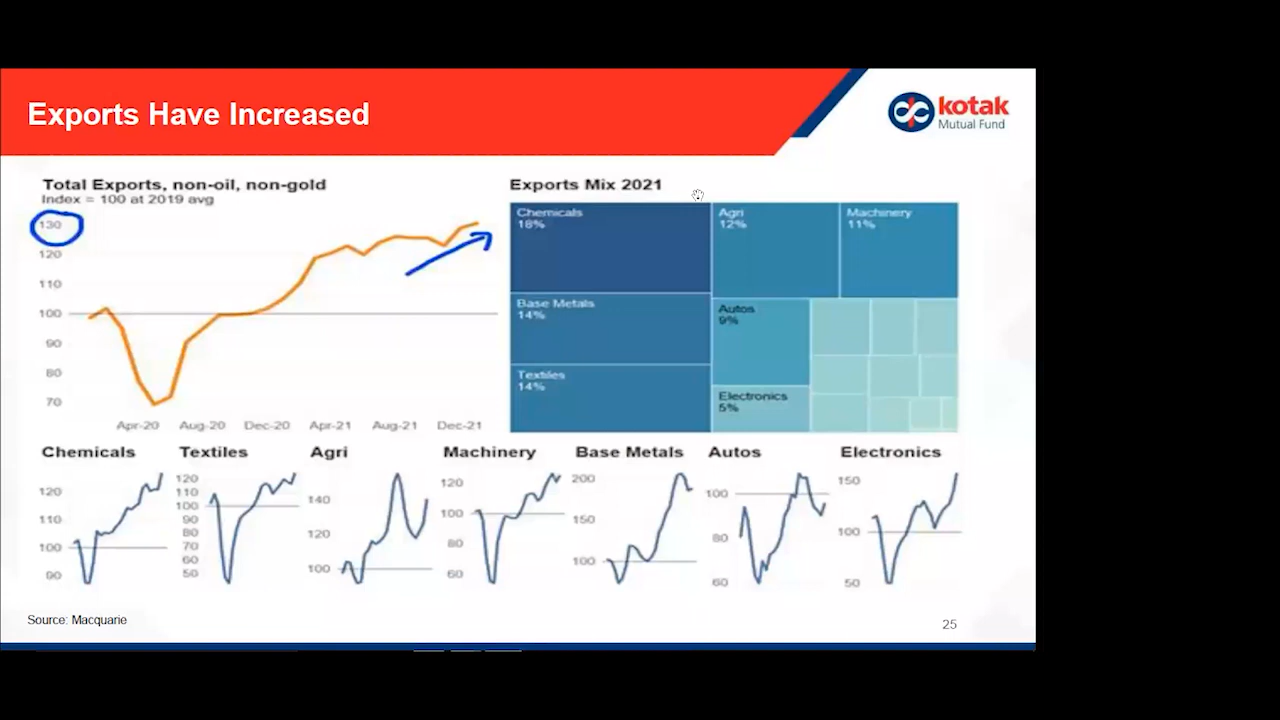 Exports Have Increased
kotak
Mutual Fund
Total Exports, non-oil, non-gold
Index = 100 at 2019 avg
130
120
110
100
90
80
70
Apr-20 Aug-20 Dec-20 Apr-21 Aug-21 Dec-21
Exports Mix 2021
Chemicals
18%
Agri
12%
Machinery
11%
Base Metals
14%
Autos
9%
Textiles
14%
Electronics
5%
Chemicals
120
110
100
90
Textiles
120
110
100
90
80
70
60
50
Agri
140
120
100
Machinery
120
100
80
60
Base Metals
200
150
100
Autos
100
80
60
Electronics
150
100
50
Source: Macquarie
25